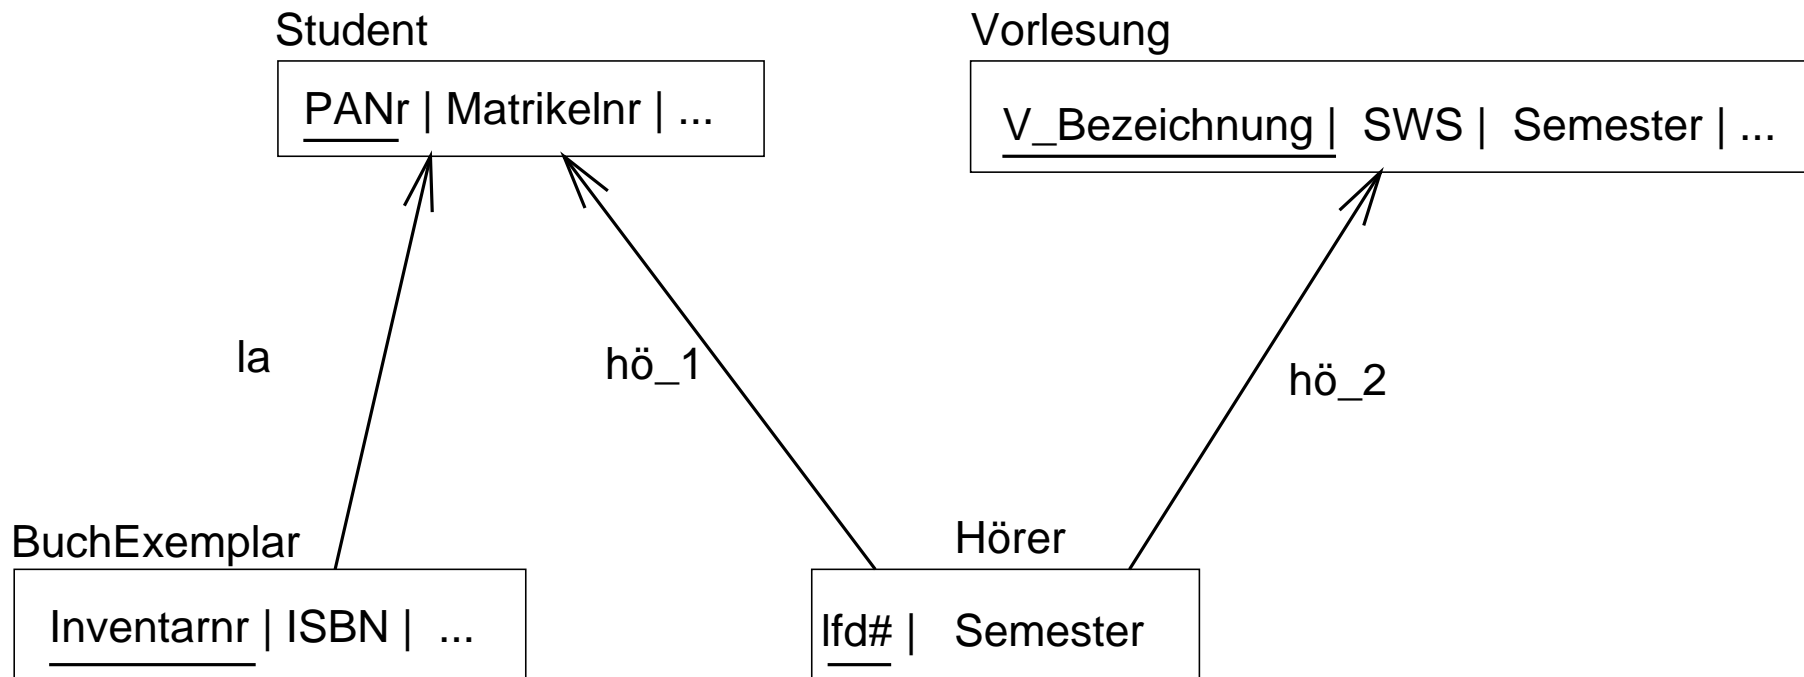 Student
PANr | Matrikelnr | ...
Vorlesung
V_Bezeichnung | SWS | Semester | ...
la
hö_1
hö_2
BuchExemplar
Inventarnr | ISBN | ...
Hörer
lfd# | Semester